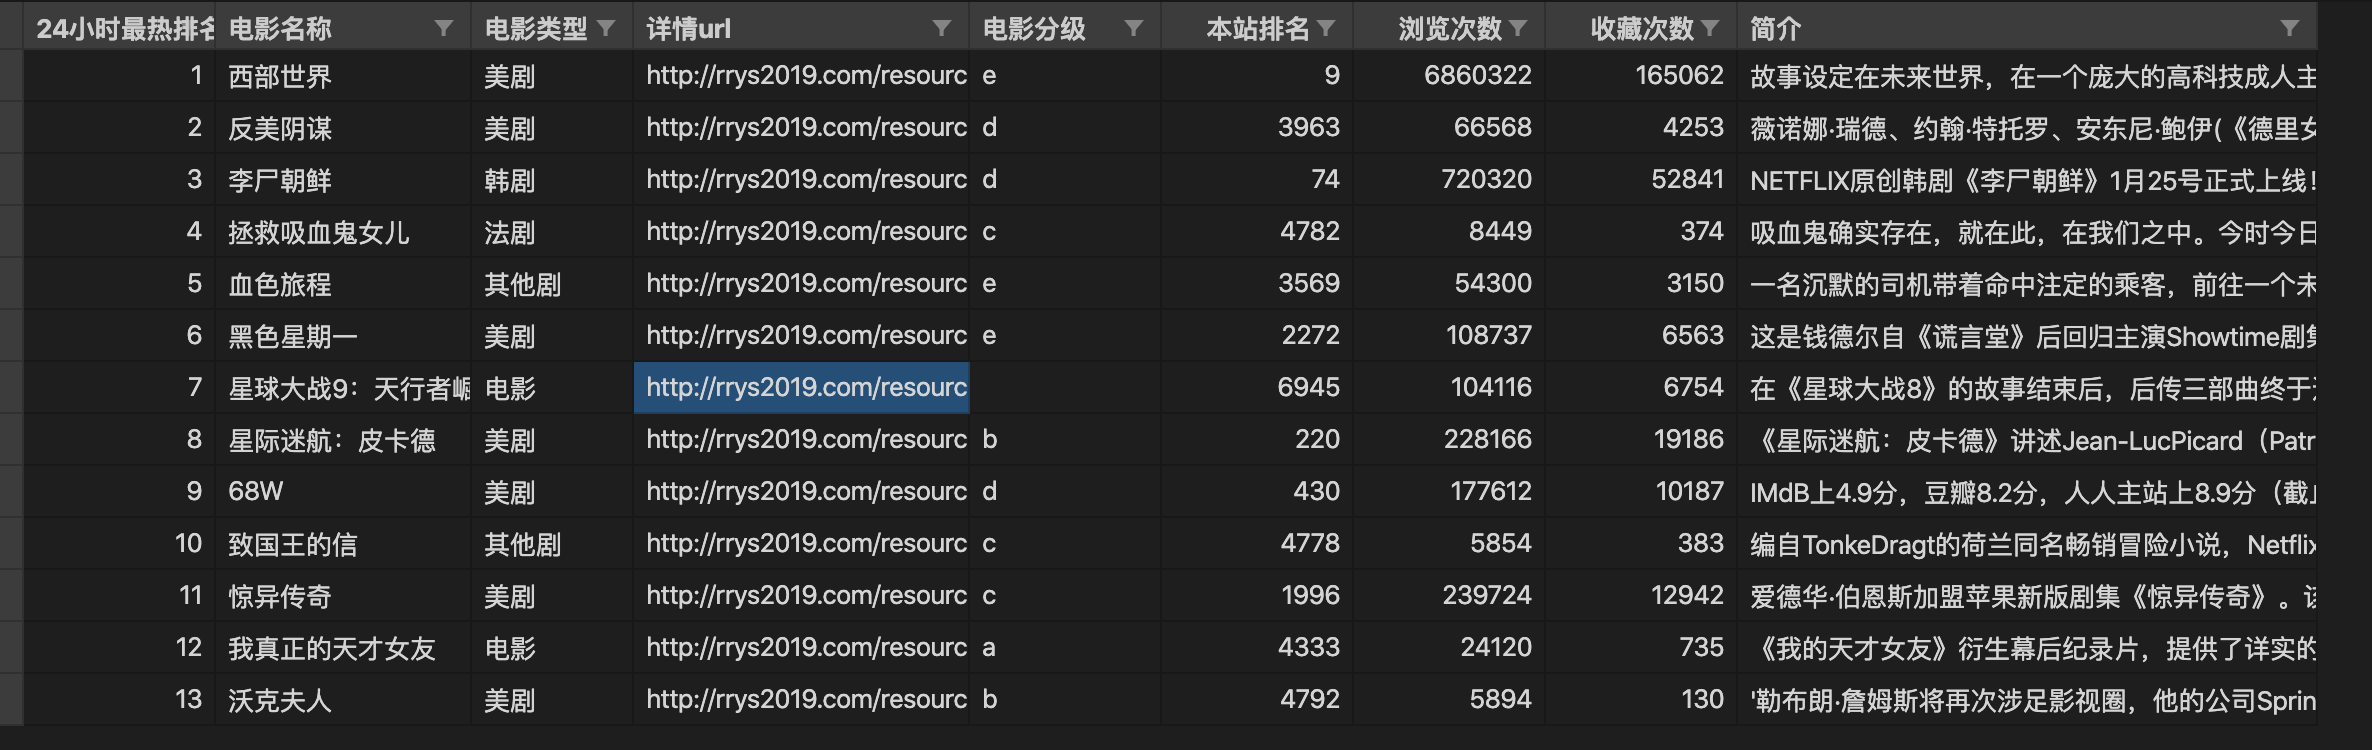 24小时最热排名 电影名称 电影类型 详情url 电影分级 本站排名 浏览次数 收藏次数 简介
1 西部世界 美剧 http://rrys2019.com/resourc e 9 6860322 165062 故事设定在未来世界，在一个庞大的高科技成人主
2 反美阴谋 美剧 http://rrys2019.com/resourc d 3963 66568 4253 薇诺娜·瑞德、约翰·特托罗、安东尼·鲍伊(《德里女
3 李尸朝鲜 韩剧 http://rrys2019.com/resourc d 74 720320 52841 NETFLIX原创韩剧《李尸朝鲜》1月25号正式上线！
4 拯救吸血鬼女儿 法剧 http://rrys2019.com/resourc c 4782 8449 374 吸血鬼确实存在，就在此，在我们之中。今时今日
5 血色旅程 其他剧 http://rrys2019.com/resourc e 3569 54300 3150 一名沉默的司机带着命中注定的乘客，前往一个未
6 黑色星期一 美剧 http://rrys2019.com/resourc e 2272 108737 6563 这是钱德尔自《谎言堂》后回归主演Showtime剧集
7 星球大战9：天行者崛 电影 http://rrys2019.com/resourc 6945 104116 6754 在《星球大战8》的故事结束后，后传三部曲终于
8 星际迷航：皮卡德 美剧 http://rrys2019.com/resourc b 220 228166 19186 《星际迷航：皮卡德》讲述Jean-LucPicard（Patr
9 68W 美剧 http://rrys2019.com/resourc d 430 177612 10187 IMdB上4.9分，豆瓣8.2分，人人主站上8.9分（截止
10 致国王的信 其他剧 http://rrys2019.com/resourc c 4778 5854 383 编自TonkeDragt的荷兰同名畅销冒险小说，Netflix
11 惊异传奇 美剧 http://rrys2019.com/resourc c 1996 239724 12942 爱德华·伯恩斯加盟苹果新版剧集《惊异传奇》。该
12 我真正的天才女友 电影 http://rrys2019.com/resourc a 4333 24120 735 《我的天才女友》衍生幕后纪录片，提供了详实的
13 沃克夫人 美剧 http://rrys2019.com/resourc b 4792 5894 130 '勒布朗·詹姆斯将再次涉足影视圈，他的公司Sprin